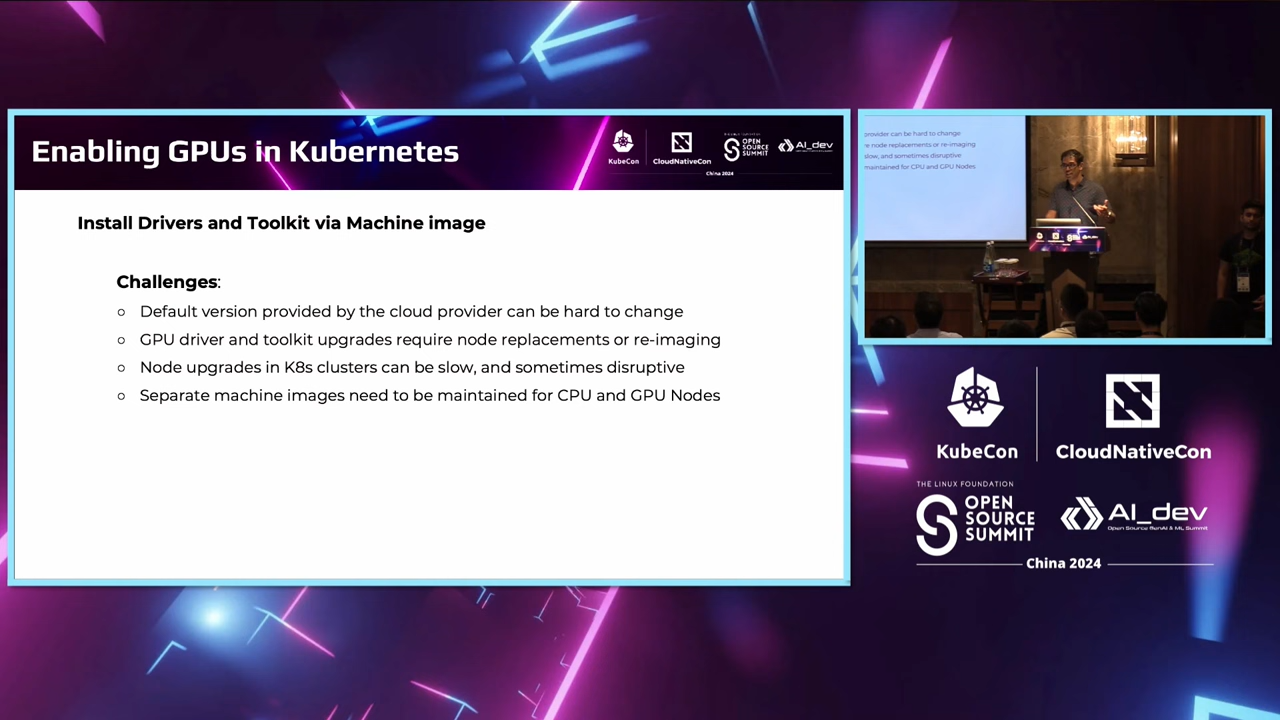 Enabling GPUs in Kubernetes
KubeCon
CloudNativeCon
OPEN
SOURCE
SUMMIT
AI_dev
China 2024
Install Drivers and Toolkit via Machine image
Challenges:
○ Default version provided by the cloud provider can be hard to change
○ GPU driver and toolkit upgrades require node replacements or re-imaging
○ Node upgrades in K8s clusters can be slow, and sometimes disruptive
○ Separate machine images need to be maintained for CPU and GPU Nodes
provider can be hard to change
node replacements or re-imaging
slow, and sometimes disruptive
maintained for CPU and GPU Nodes
KubeCon
CloudNativeCon
THE LINUX FOUNDATION
OPEN
SOURCE
SUMMIT
AI_dev
Open Source GenAI & ML Summit
China 2024